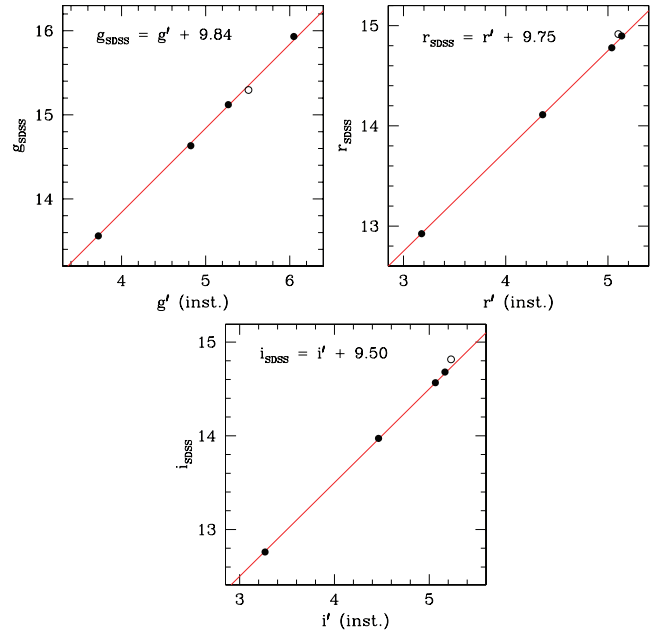 g_SDSS = g′ + 9.84
16
15
14
g_SDSS
4 5 6
g′ (inst.)
r_SDSS = r′ + 9.75
15
14
13
r_SDSS
3 4 5
r′ (inst.)
i_SDSS = i′ + 9.50
15
14
13
i_SDSS
3 4 5
i′ (inst.)